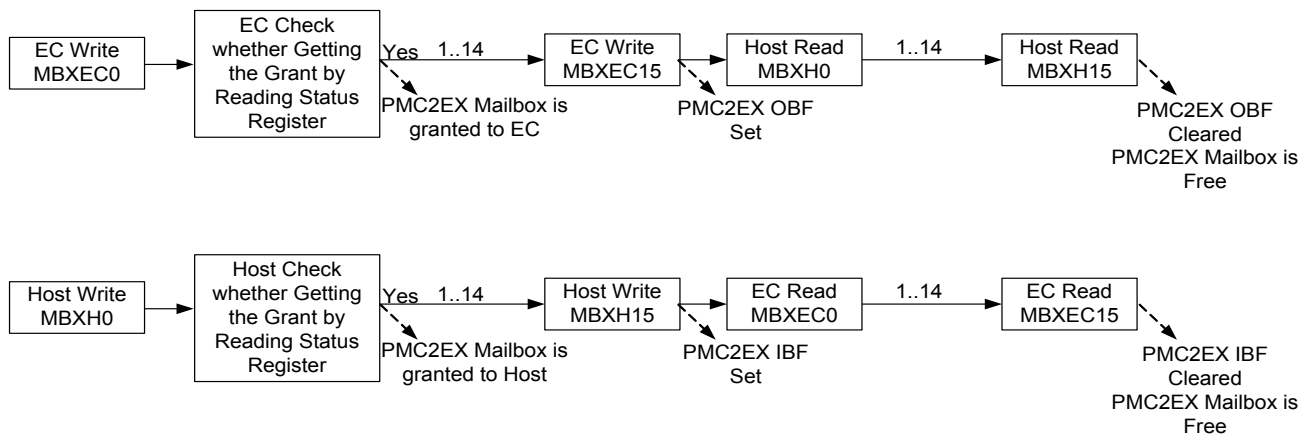 EC Write
MBXEC0
EC Check
whether Getting
the Grant by
Reading Status
Register
Yes 1..14
PMC2EX Mailbox is
granted to EC
EC Write
MBXEC15
PMC2EX OBF
Set
Host Read
MBXH0
1..14
Host Read
MBXH15
PMC2EX OBF
Cleared
PMC2EX Mailbox is
Free
Host Write
MBXH0
Host Check
whether Getting
the Grant by
Reading Status
Register
Yes 1..14
PMC2EX Mailbox is
granted to Host
Host Write
MBXH15
PMC2EX IBF
Set
EC Read
MBXEC0
1..14
EC Read
MBXEC15
PMC2EX IBF
Cleared
PMC2EX Mailbox is
Free